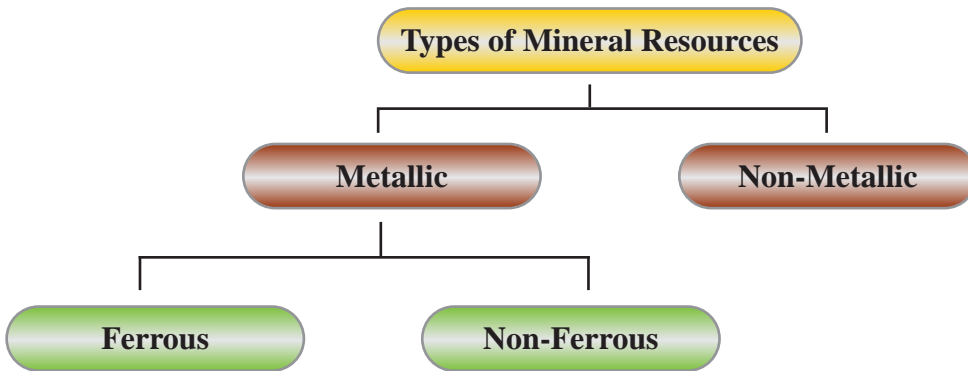 Types of Mineral Resources
Metallic
Non-Metallic
Ferrous
Non-Ferrous